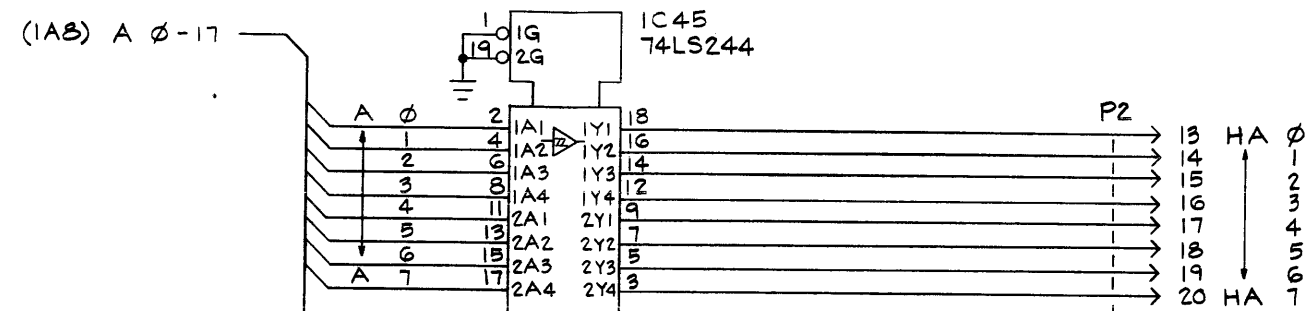 (1A8) A Ø-17
1 1G IC45
19 2G 74LS244
A Ø 2 1A1 1Y1 18 P2 13 HA Ø
1 4 1A2 1Y2 16 14 1
2 6 1A3 1Y3 14 15 2
3 8 1A4 1Y4 12 16 3
4 11 2A1 2Y1 9 17 4
5 13 2A2 2Y2 7 18 5
6 15 2A3 2Y3 5 19 6
A 7 17 2A4 2Y4 3 20 HA 7